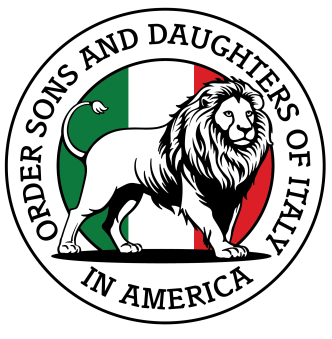 ORDER SONS AND DAUGHTERS OF ITALY
IN AMERICA